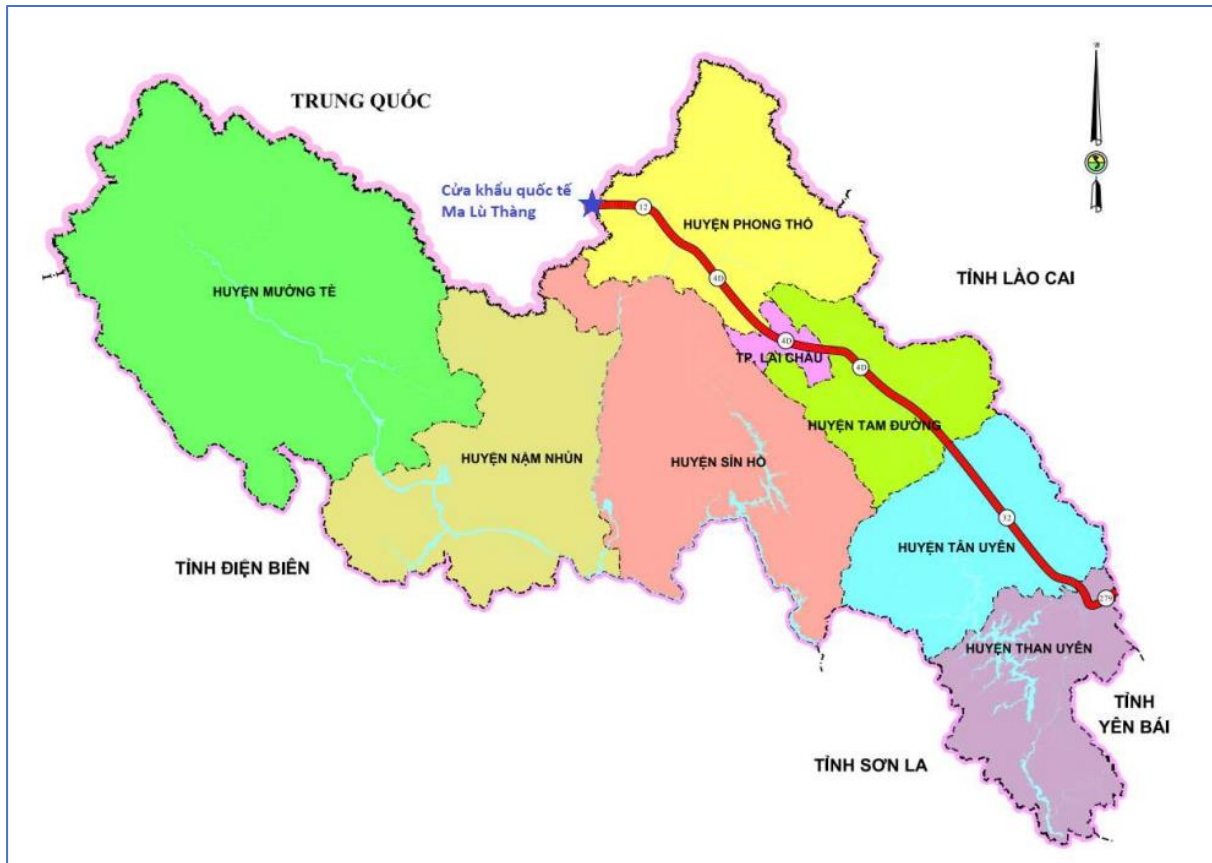 TRUNG QUỐC
Cửa khẩu quốc tế
Ma Lù Thàng
12
HUYỆN PHONG THỔ
4D
TỈNH LÀO CAI
HUYỆN MƯỜNG TÈ
4D
TP. LAI CHÂU
4D
HUYỆN TAM ĐƯỜNG
HUYỆN NẬM NHÙN
HUYỆN SÌN HỒ
32
HUYỆN TÂN UYÊN
TỈNH ĐIỆN BIÊN
279
HUYỆN THAN UYÊN
TỈNH
YÊN BÁI
TỈNH SƠN LA